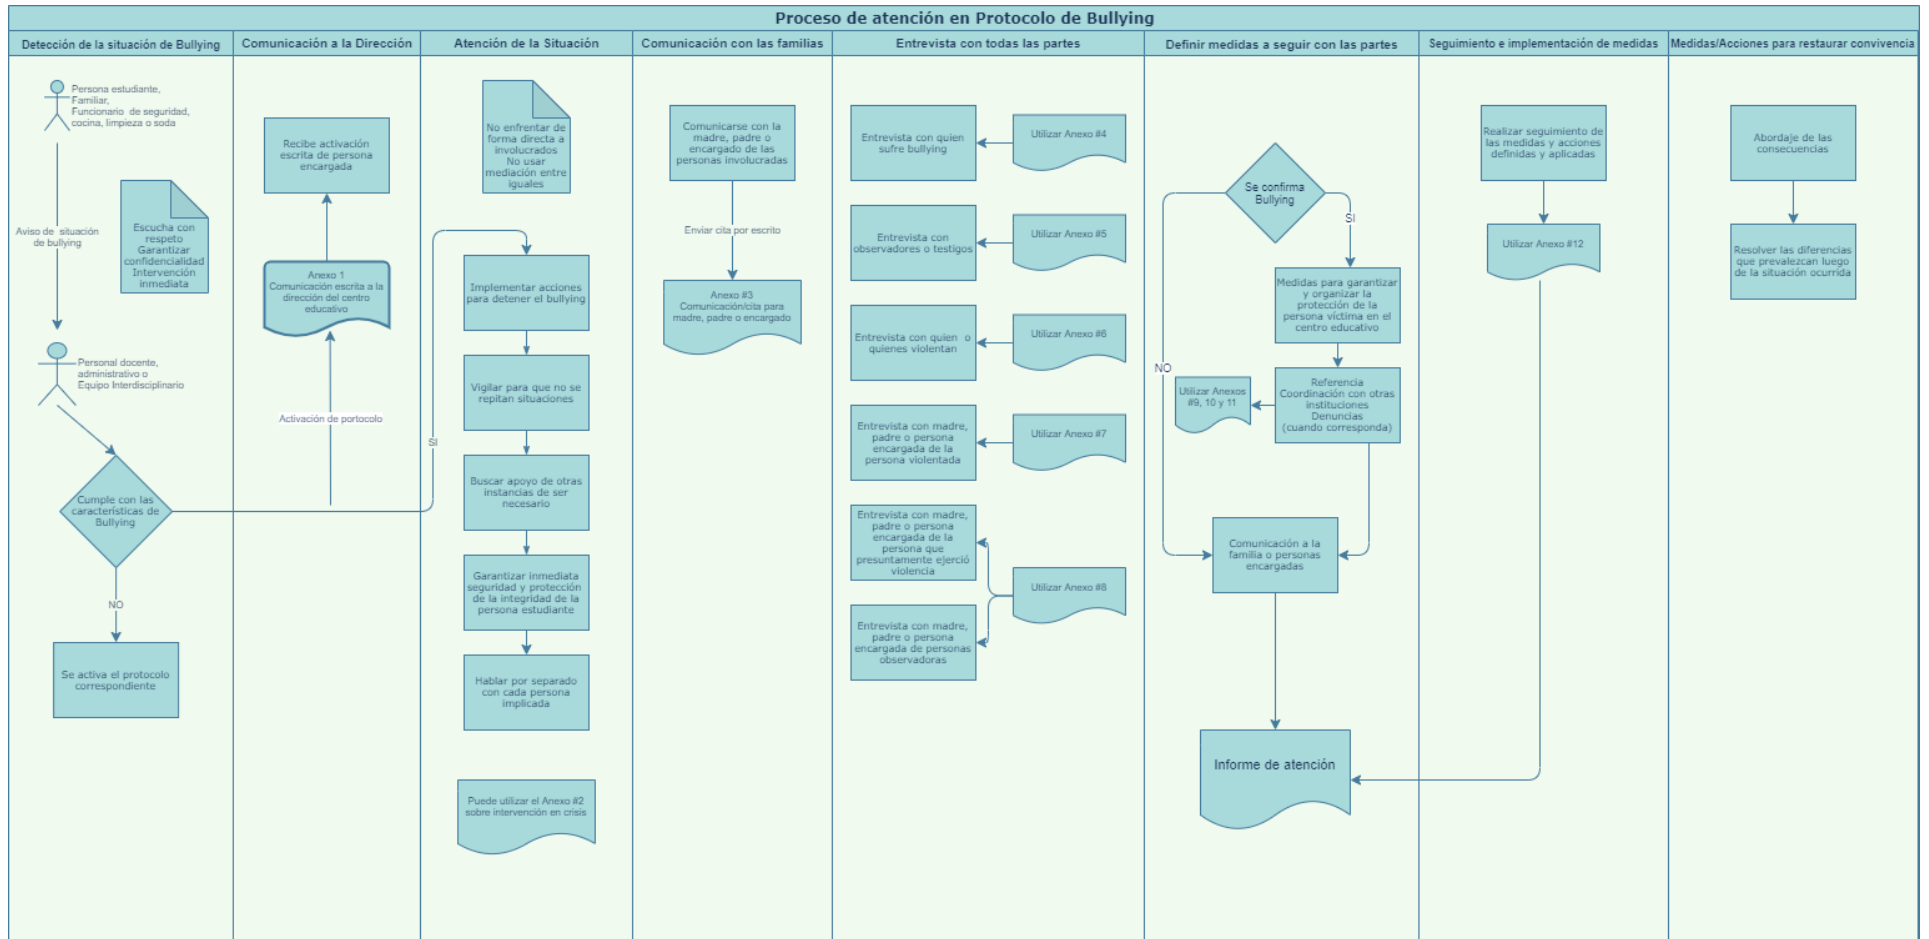 Proceso de atención en Protocolo de Bullying
Detección de la situación de Bullying
Persona estudiante,
Familiar,
Funcionario de seguridad,
cocina, limpieza o soda
Escucha con
respeto
Garantizar
confidencialidad
Intervención
inmediata
Aviso de situación
de bullying
Personal docente,
administrativo o
Equipo Interdisciplinario
Cumple con las
características de
Bullying
NO
Se activa el protocolo
correspondiente
Comunicación a la Dirección
Recibe activación
escrita de persona
encargada
Anexo 1
Comunicación escrita a la
dirección del centro
educativo
Activación de portocolo
SI
Atención de la Situación
No enfrentar de
forma directa a
involucrados
No usar
mediación entre
iguales
Implementar acciones
para detener el bullying
Vigilar para que no se
repitan situaciones
Buscar apoyo de otras
instancias de ser
necesario
Garantizar inmediata
seguridad y protección
de la integridad de la
persona estudiante
Hablar por separado
con cada persona
implicada
Puede utilizar el Anexo #2
sobre intervención en crisis
Comunicación con las familias
Comunicarse con la
madre, padre o
encargado de las
personas involucradas
Enviar cita por escrito
Anexo #3
Comunicación/cita para
madre, padre o encargado
Entrevista con todas las partes
Entrevista con quien
sufre bullying
Utilizar Anexo #4
Entrevista con
observadores o testigos
Utilizar Anexo #5
Entrevista con quien o
quienes violentan
Utilizar Anexo #6
Entrevista con madre,
padre o persona
encargada de la
persona violentada
Utilizar Anexo #7
Entrevista con madre,
padre o persona
encargada de la
persona que
presuntamente ejerció
violencia
Utilizar Anexo #8
Entrevista con madre,
padre o persona
encargada de personas
observadoras
Definir medidas a seguir con las partes
Se confirma
Bullying
SI
NO
Medidas para garantizar
y organizar la
protección de la
persona víctima en el
centro educativo
Referencia
Coordinación con otras
instituciones
Denuncias
(cuando corresponda)
Utilizar Anexos
#9, 10 y 11
Comunicación a la
familia o personas
encargadas
Informe de atención
Seguimiento e implementación de medidas
Realizar seguimiento de
las medidas y acciones
definidas y aplicadas
Utilizar Anexo #12
Medidas/Acciones para restaurar convivencia
Abordaje de las
consecuencias
Resolver las diferencias
que prevalezcan luego
de la situación ocurrida